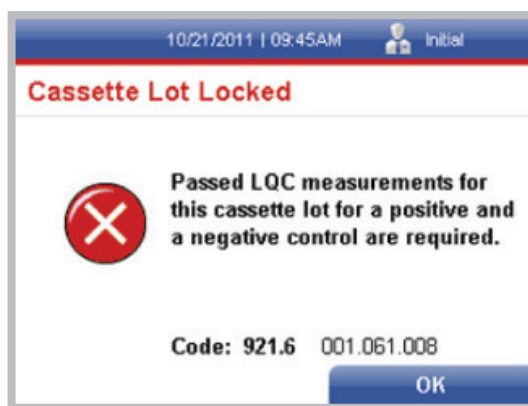 10/21/2011 | 09:45AM Initial
Cassette Lot Locked
Passed LQC measurements for
this cassette lot for a positive and
a negative control are required.
Code: 921.6 001.061.008
OK